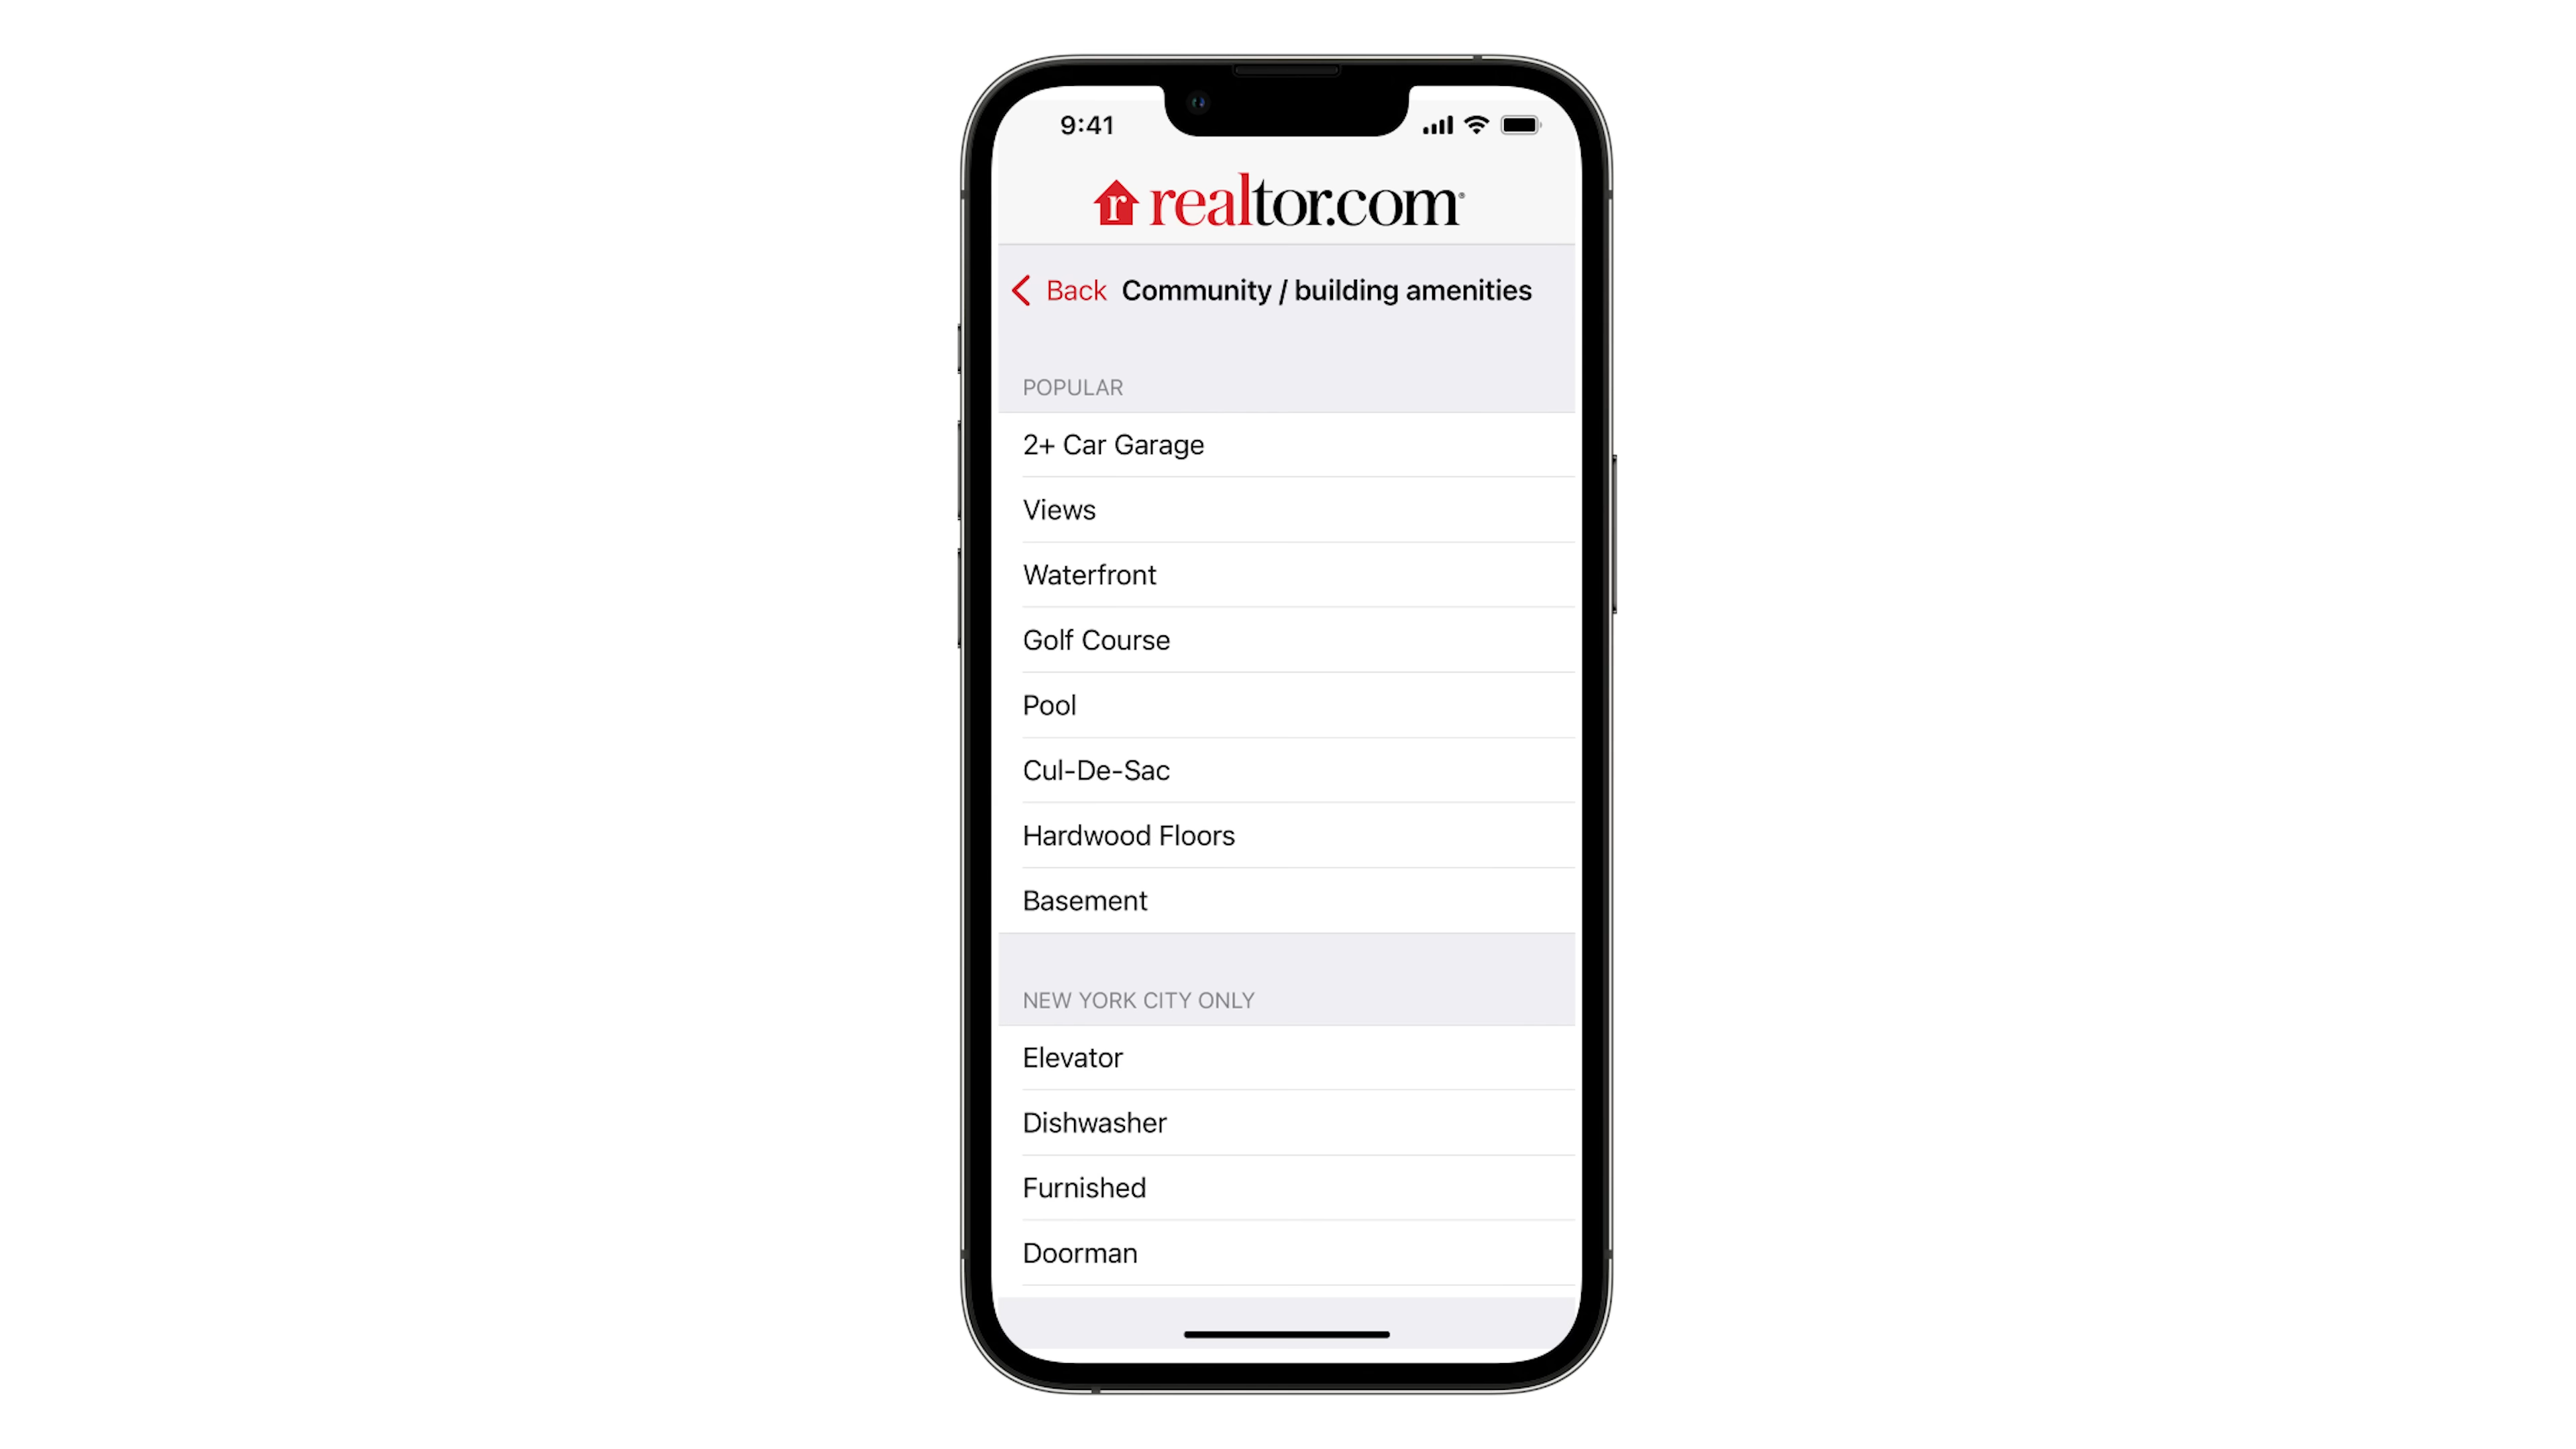 9:41
r realtor.com®
Back Community / building amenities
POPULAR
2+ Car Garage
Views
Waterfront
Golf Course
Pool
Cul-De-Sac
Hardwood Floors
Basement
NEW YORK CITY ONLY
Elevator
Dishwasher
Furnished
Doorman